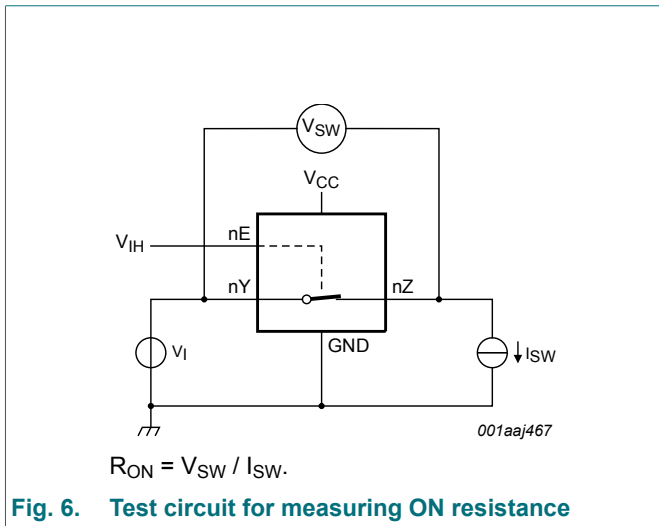 VSW
VCC
VIH
nE
nY
nZ
GND
VI
ISW
001aaj467
RON = VSW / ISW.
Fig. 6. Test circuit for measuring ON resistance